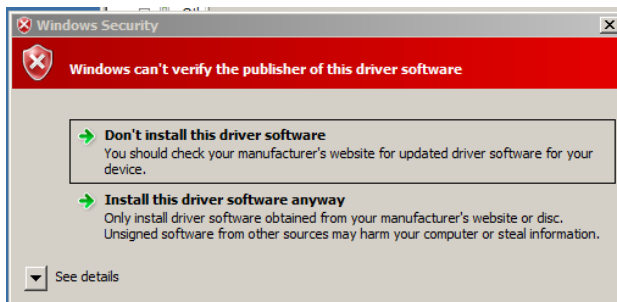 Windows Security
Windows can't verify the publisher of this driver software
Don't install this driver software
You should check your manufacturer's website for updated driver software for your
device.
Install this driver software anyway
Only install driver software obtained from your manufacturer's website or disc.
Unsigned software from other sources may harm your computer or steal information.
See details